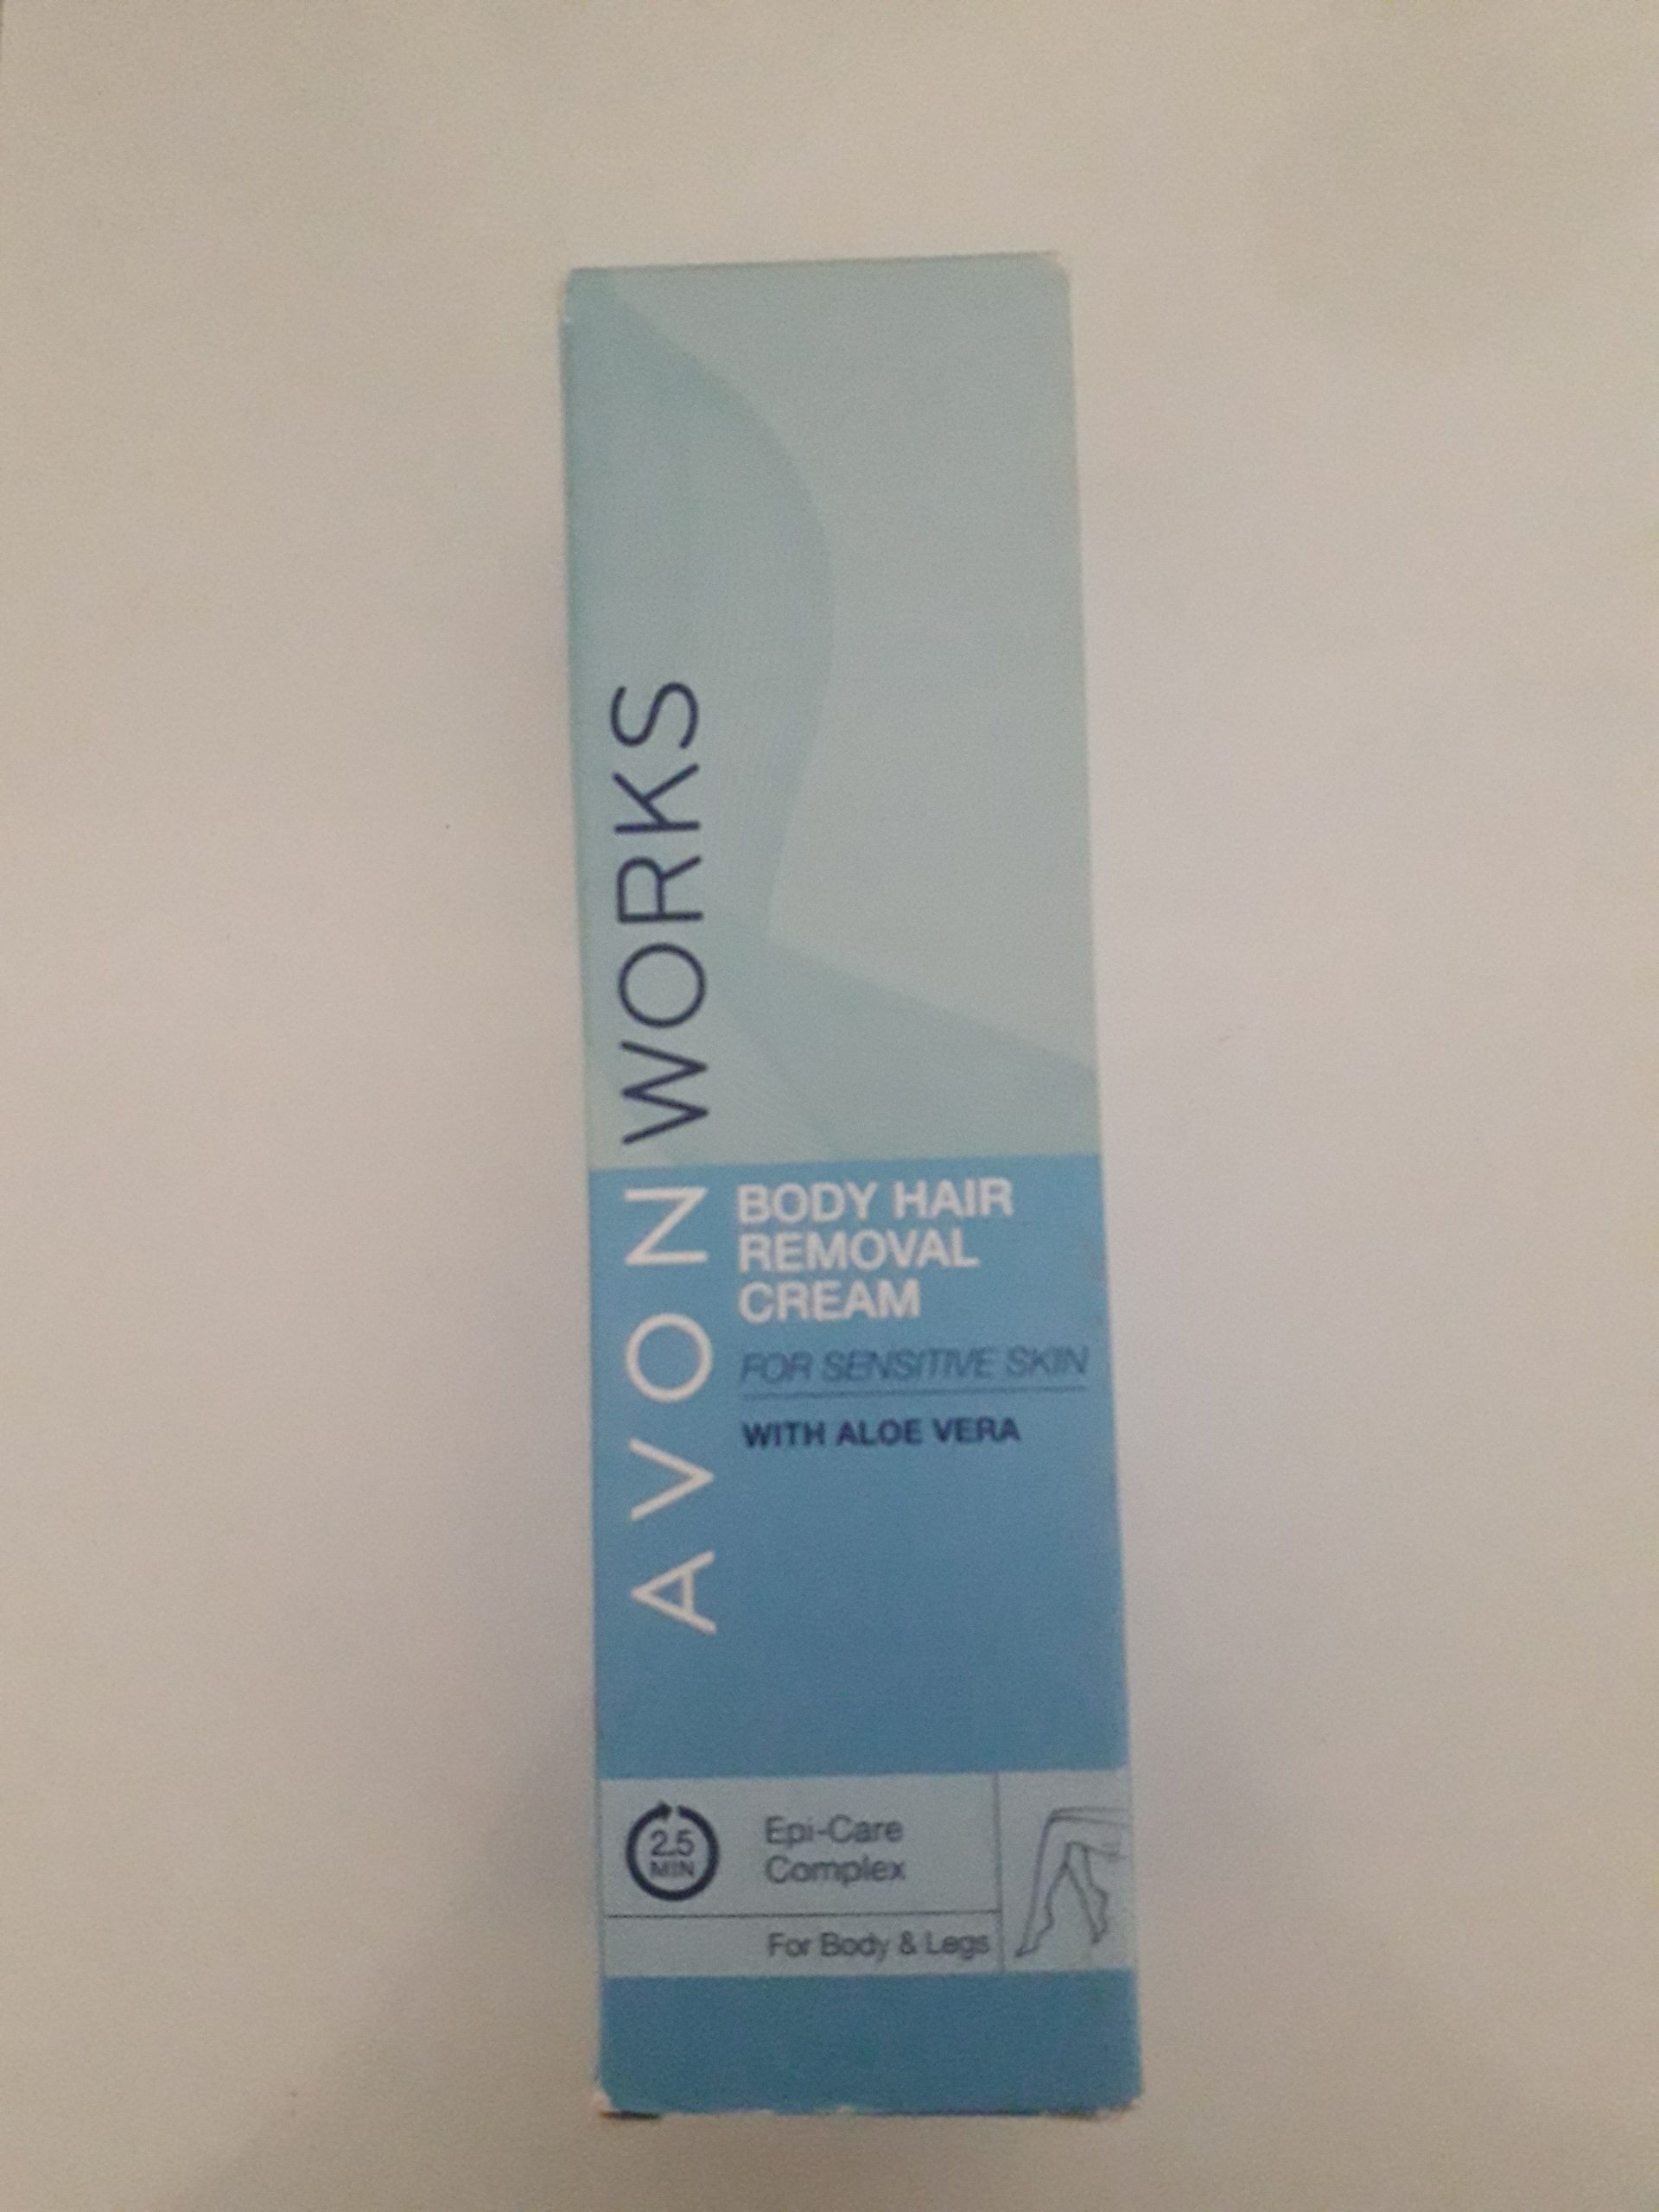 AVON WORKS
BODY HAIR
REMOVAL
CREAM
FOR SENSITIVE SKIN
WITH ALOE VERA
2.5
MIN
Epi-Care
Complex
For Body & Legs